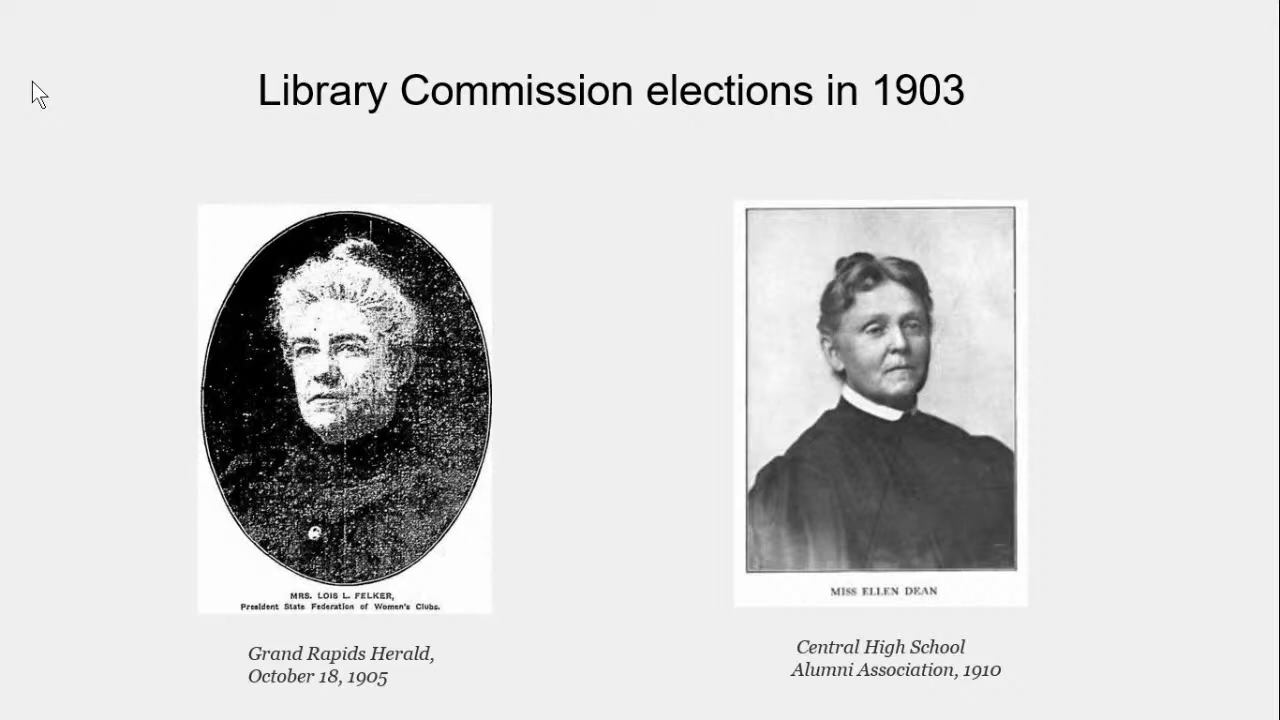 Library Commission elections in 1903
MRS. LOIS L. FELKER,
President State Federation of Women's Clubs.
Grand Rapids Herald,
October 18, 1905
MISS ELLEN DEAN
Central High School
Alumni Association, 1910